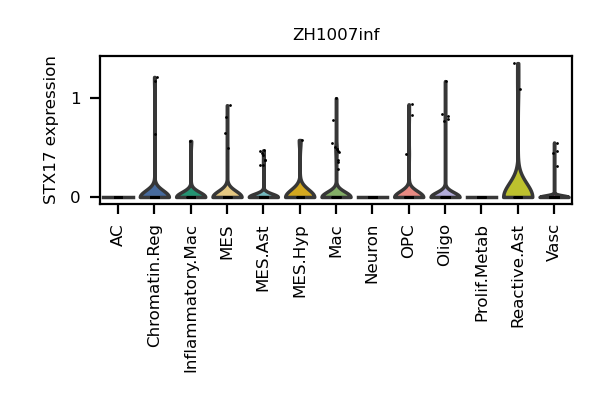 ZH1007inf
STX17 expression
1
0
AC
Chromatin.Reg
Inflammatory.Mac
MES
MES.Ast
MES.Hyp
Mac
Neuron
OPC
Oligo
Prolif.Metab
Reactive.Ast
Vasc